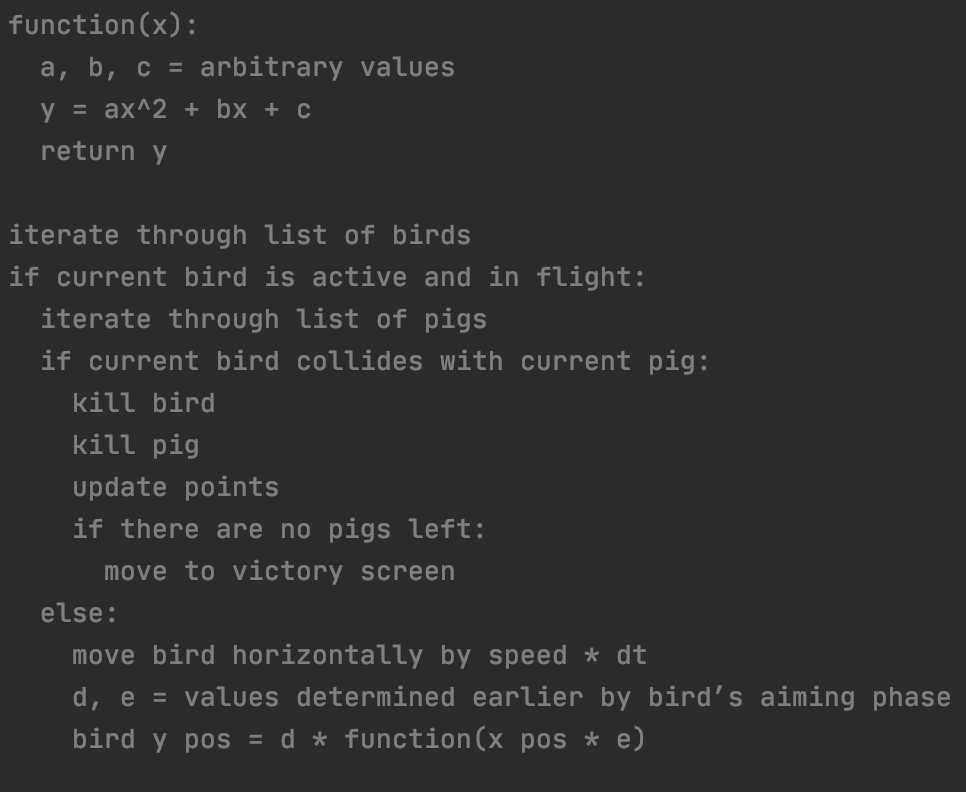 function(x):
  a, b, c = arbitrary values
  y = ax^2 + bx + c
  return y

iterate through list of birds
if current bird is active and in flight:
  iterate through list of pigs
  if current bird collides with current pig:
    kill bird
    kill pig
    update points
    if there are no pigs left:
      move to victory screen
  else:
    move bird horizontally by speed * dt
    d, e = values determined earlier by bird’s aiming phase
    bird y pos = d * function(x pos * e)